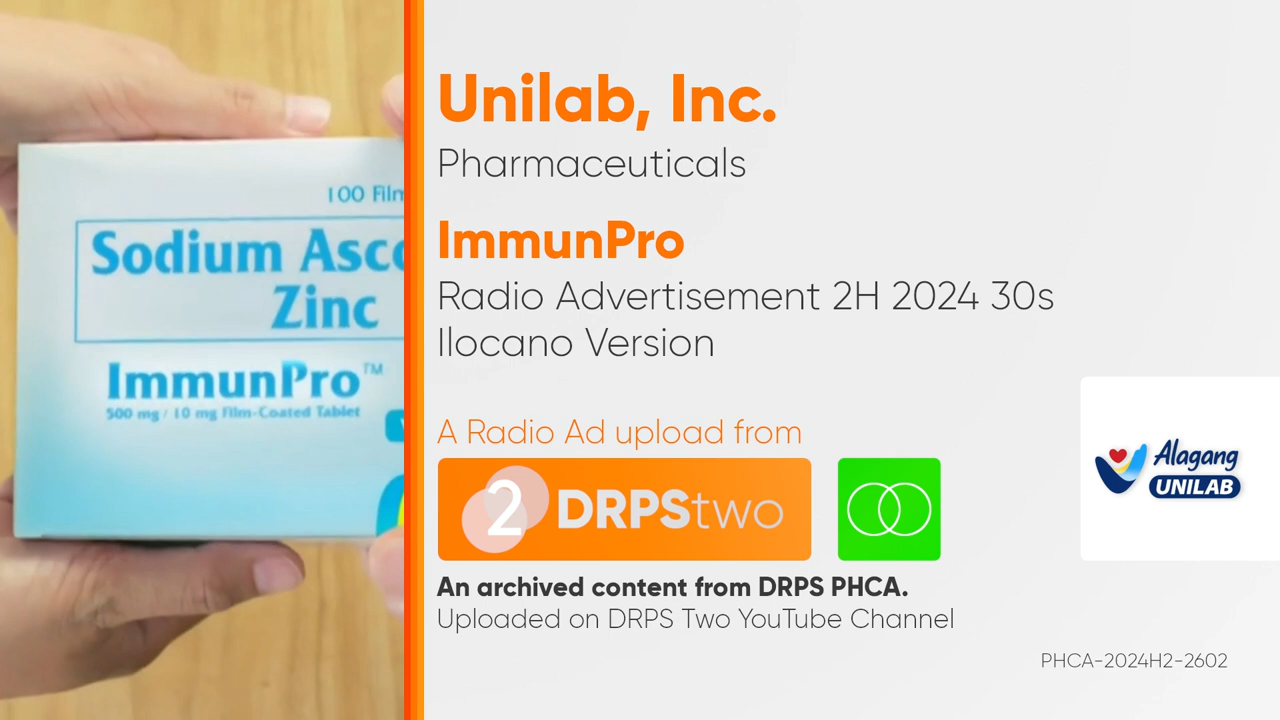 100 Film
Sodium Asco
Zinc
ImmunPro™
500 mg / 10 mg Film-Coated Tablet
Unilab, Inc.
Pharmaceuticals
ImmunPro
Radio Advertisement 2H 2024 30s
Ilocano Version
A Radio Ad upload from
2 DRPStwo
Alagang
UNILAB
An archived content from DRPS PHCA.
Uploaded on DRPS Two YouTube Channel
PHCA-2024H2-2602